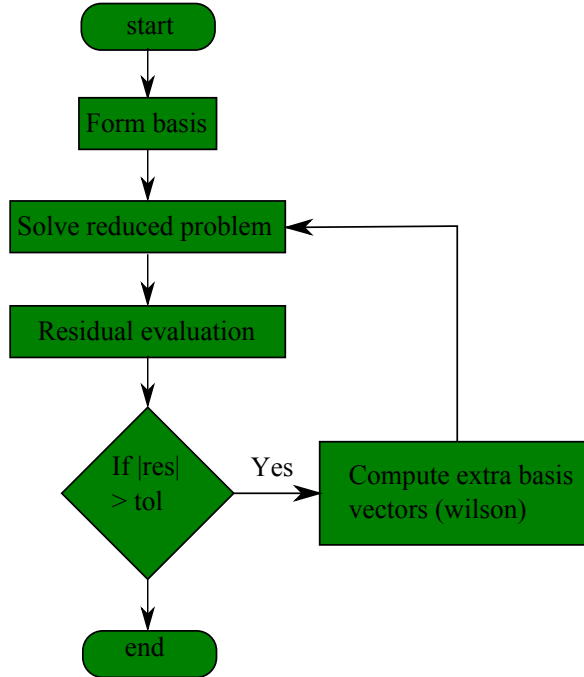 start
Form basis
Solve reduced problem
Residual evaluation
If |res|
> tol
Yes
Compute extra basis
vectors (wilson)
end